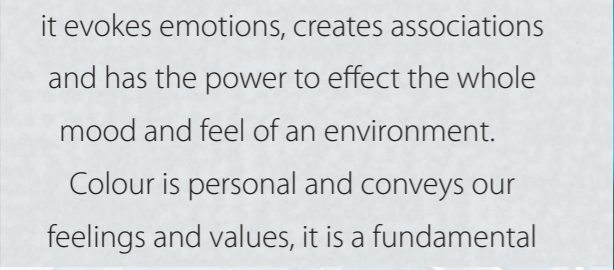 it evokes emotions, creates associations
and has the power to effect the whole
mood and feel of an environment.
Colour is personal and conveys our
feelings and values, it is a fundamental